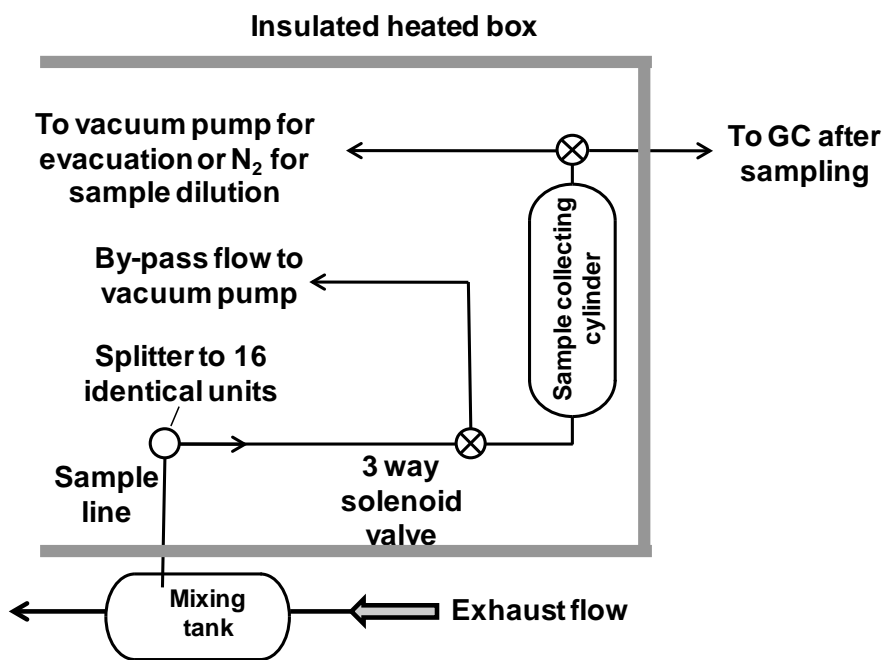 Insulated heated box
To vacuum pump for
evacuation or N₂ for
sample dilution
To GC after
sampling
Sample collecting
cylinder
By-pass flow to
vacuum pump
Splitter to 16
identical units
Sample
line
3 way
solenoid
valve
Mixing
tank
Exhaust flow